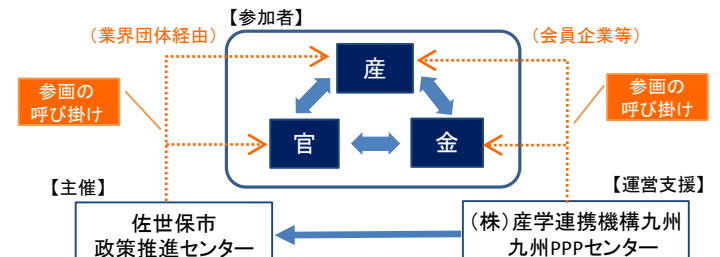 【参加者】
(業界団体経由)
(会員企業等)
産
参画の
呼び掛け
参画の
呼び掛け
官
金
【主催】
【運営支援】
佐世保市
政策推進センター
(株)産学連携機構九州
九州PPPセンター